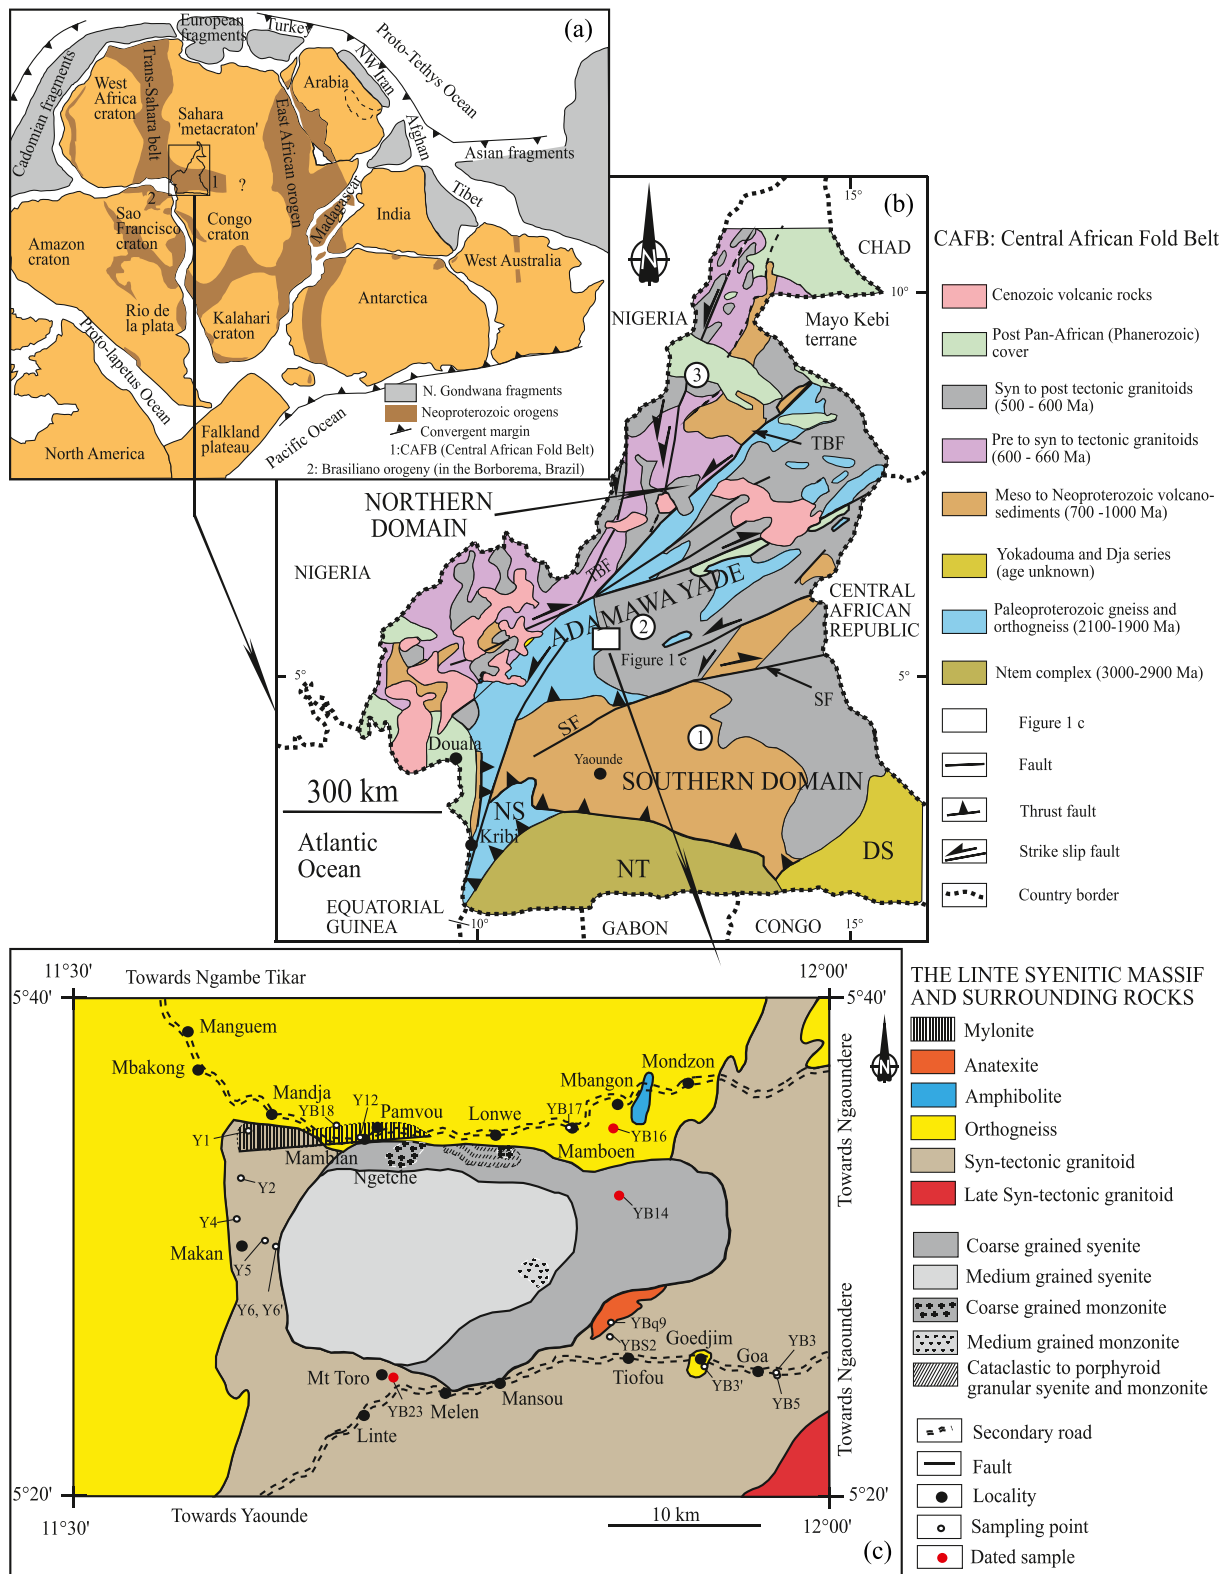 (a)
European
fragments
Turkey
Proto-Tethys Ocean
NW Iran
Cadomian fragments
Trans-Sahara belt
West
Africa
craton
Arabia
Sahara
'metacraton'
East African orogen
Afghan
Asian fragments
Tibet
1
?
2
Madagascar
India
Sao
Francisco
craton
Congo
craton
Amazon
craton
West Australia
Rio de
la plata
Kalahari
craton
Antarctica
Proto-Iapetus Ocean
Falkland
plateau
Pacific Ocean
North America
N. Gondwana fragments
Neoproterozoic orogens
Convergent margin
1:CAFB (Central African Fold Belt)
2: Brasiliano orogeny (in the Borborema, Brazil)
(b)
15°
N
CHAD
10°
NIGERIA
Mayo Kebi
terrane
3
TBF
NORTHERN
DOMAIN
NIGERIA
TBF
ADAMAWA YADE
CENTRAL
AFRICAN
REPUBLIC
2
Figure 1 c
5°
5°
SF
SF
1
Douala
Yaounde
SOUTHERN DOMAIN
300 km
NS
Kribi
Atlantic
Ocean
NT
DS
EQUATORIAL
GUINEA
10°
GABON
CONGO
15°
CAFB: Central African Fold Belt
Cenozoic volcanic rocks
Post Pan-African (Phanerozoic)
cover
Syn to post tectonic granitoids
(500 - 600 Ma)
Pre to syn to tectonic granitoids
(600 - 660 Ma)
Meso to Neoproterozoic volcano-
sediments (700 -1000 Ma)
Yokadouma and Dja series
(age unknown)
Paleoproterozoic gneiss and
orthogneiss (2100-1900 Ma)
Ntem complex (3000-2900 Ma)
Figure 1 c
Fault
Thrust fault
Strike slip fault
Country border
11°30'
Towards Ngambe Tikar
12°00'
5°40'
5°40'
Manguem
Mbakong
Mondzon
Mbangon
Mandja
YB18
Y12
Pamvou
Lonwe
YB17
Y1
YB16
Mambian
Mamboen
Ngetche
Y2
YB14
Y4
Makan
Y5
Y6, Y6'
YBq9
YBS2
Goedjim
YB3
Goa
Mt Toro
Tiofou
YB3'
YB5
YB23
Melen
Mansou
Linte
Towards Ngaoundere
Towards Ngaoundere
N
5°20'
5°20'
11°30'
Towards Yaounde
10 km
12°00'
(c)
THE LINTE SYENITIC MASSIF
AND SURROUNDING ROCKS
Mylonite
Anatexite
Amphibolite
Orthogneiss
Syn-tectonic granitoid
Late Syn-tectonic granitoid
Coarse grained syenite
Medium grained syenite
Coarse grained monzonite
Medium grained monzonite
Cataclastic to porphyroid
granular syenite and monzonite
Secondary road
Fault
Locality
Sampling point
Dated sample